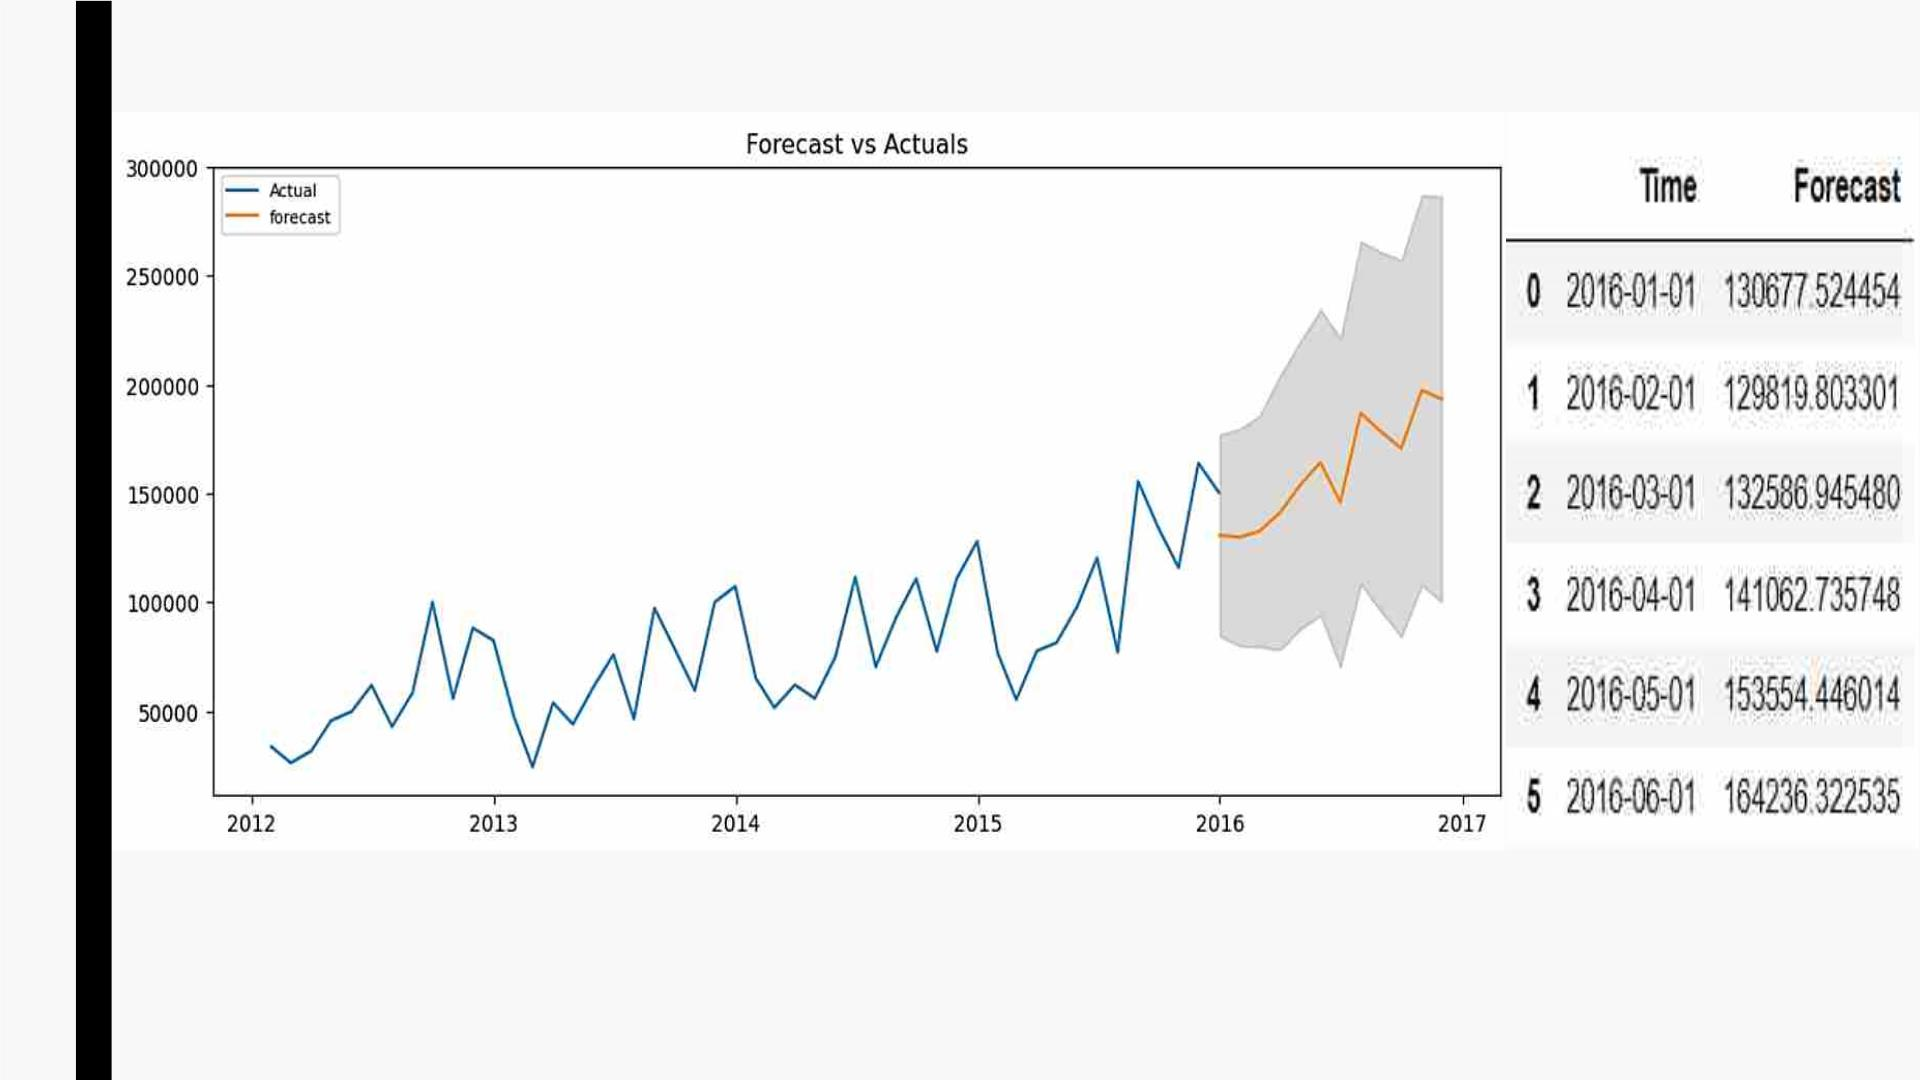 Forecast vs Actuals
300000
250000
200000
150000
100000
50000
Actual
forecast
2012 2013 2014 2015 2016 2017
Time Forecast
0 2016-01-01 130677.524454
1 2016-02-01 129819.803301
2 2016-03-01 132586.945480
3 2016-04-01 141062.735748
4 2016-05-01 153554.446014
5 2016-06-01 164236.322535